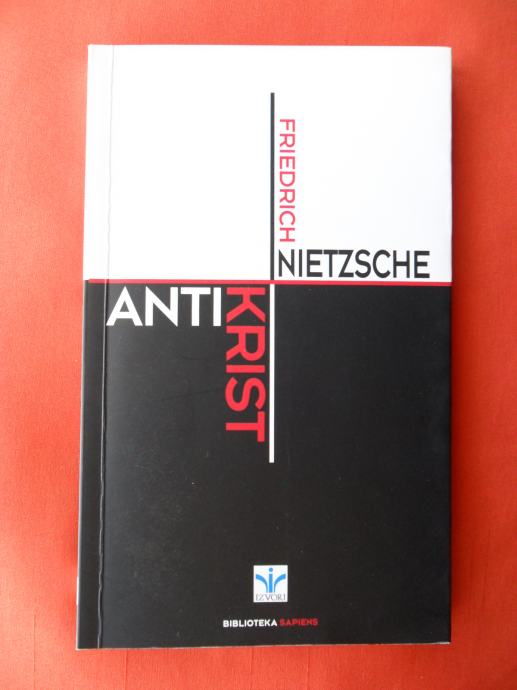 FRIEDRICH
NIETZSCHE
ANTI
KRIST
IZVORI
BIBLIOTEKA SAPIENS